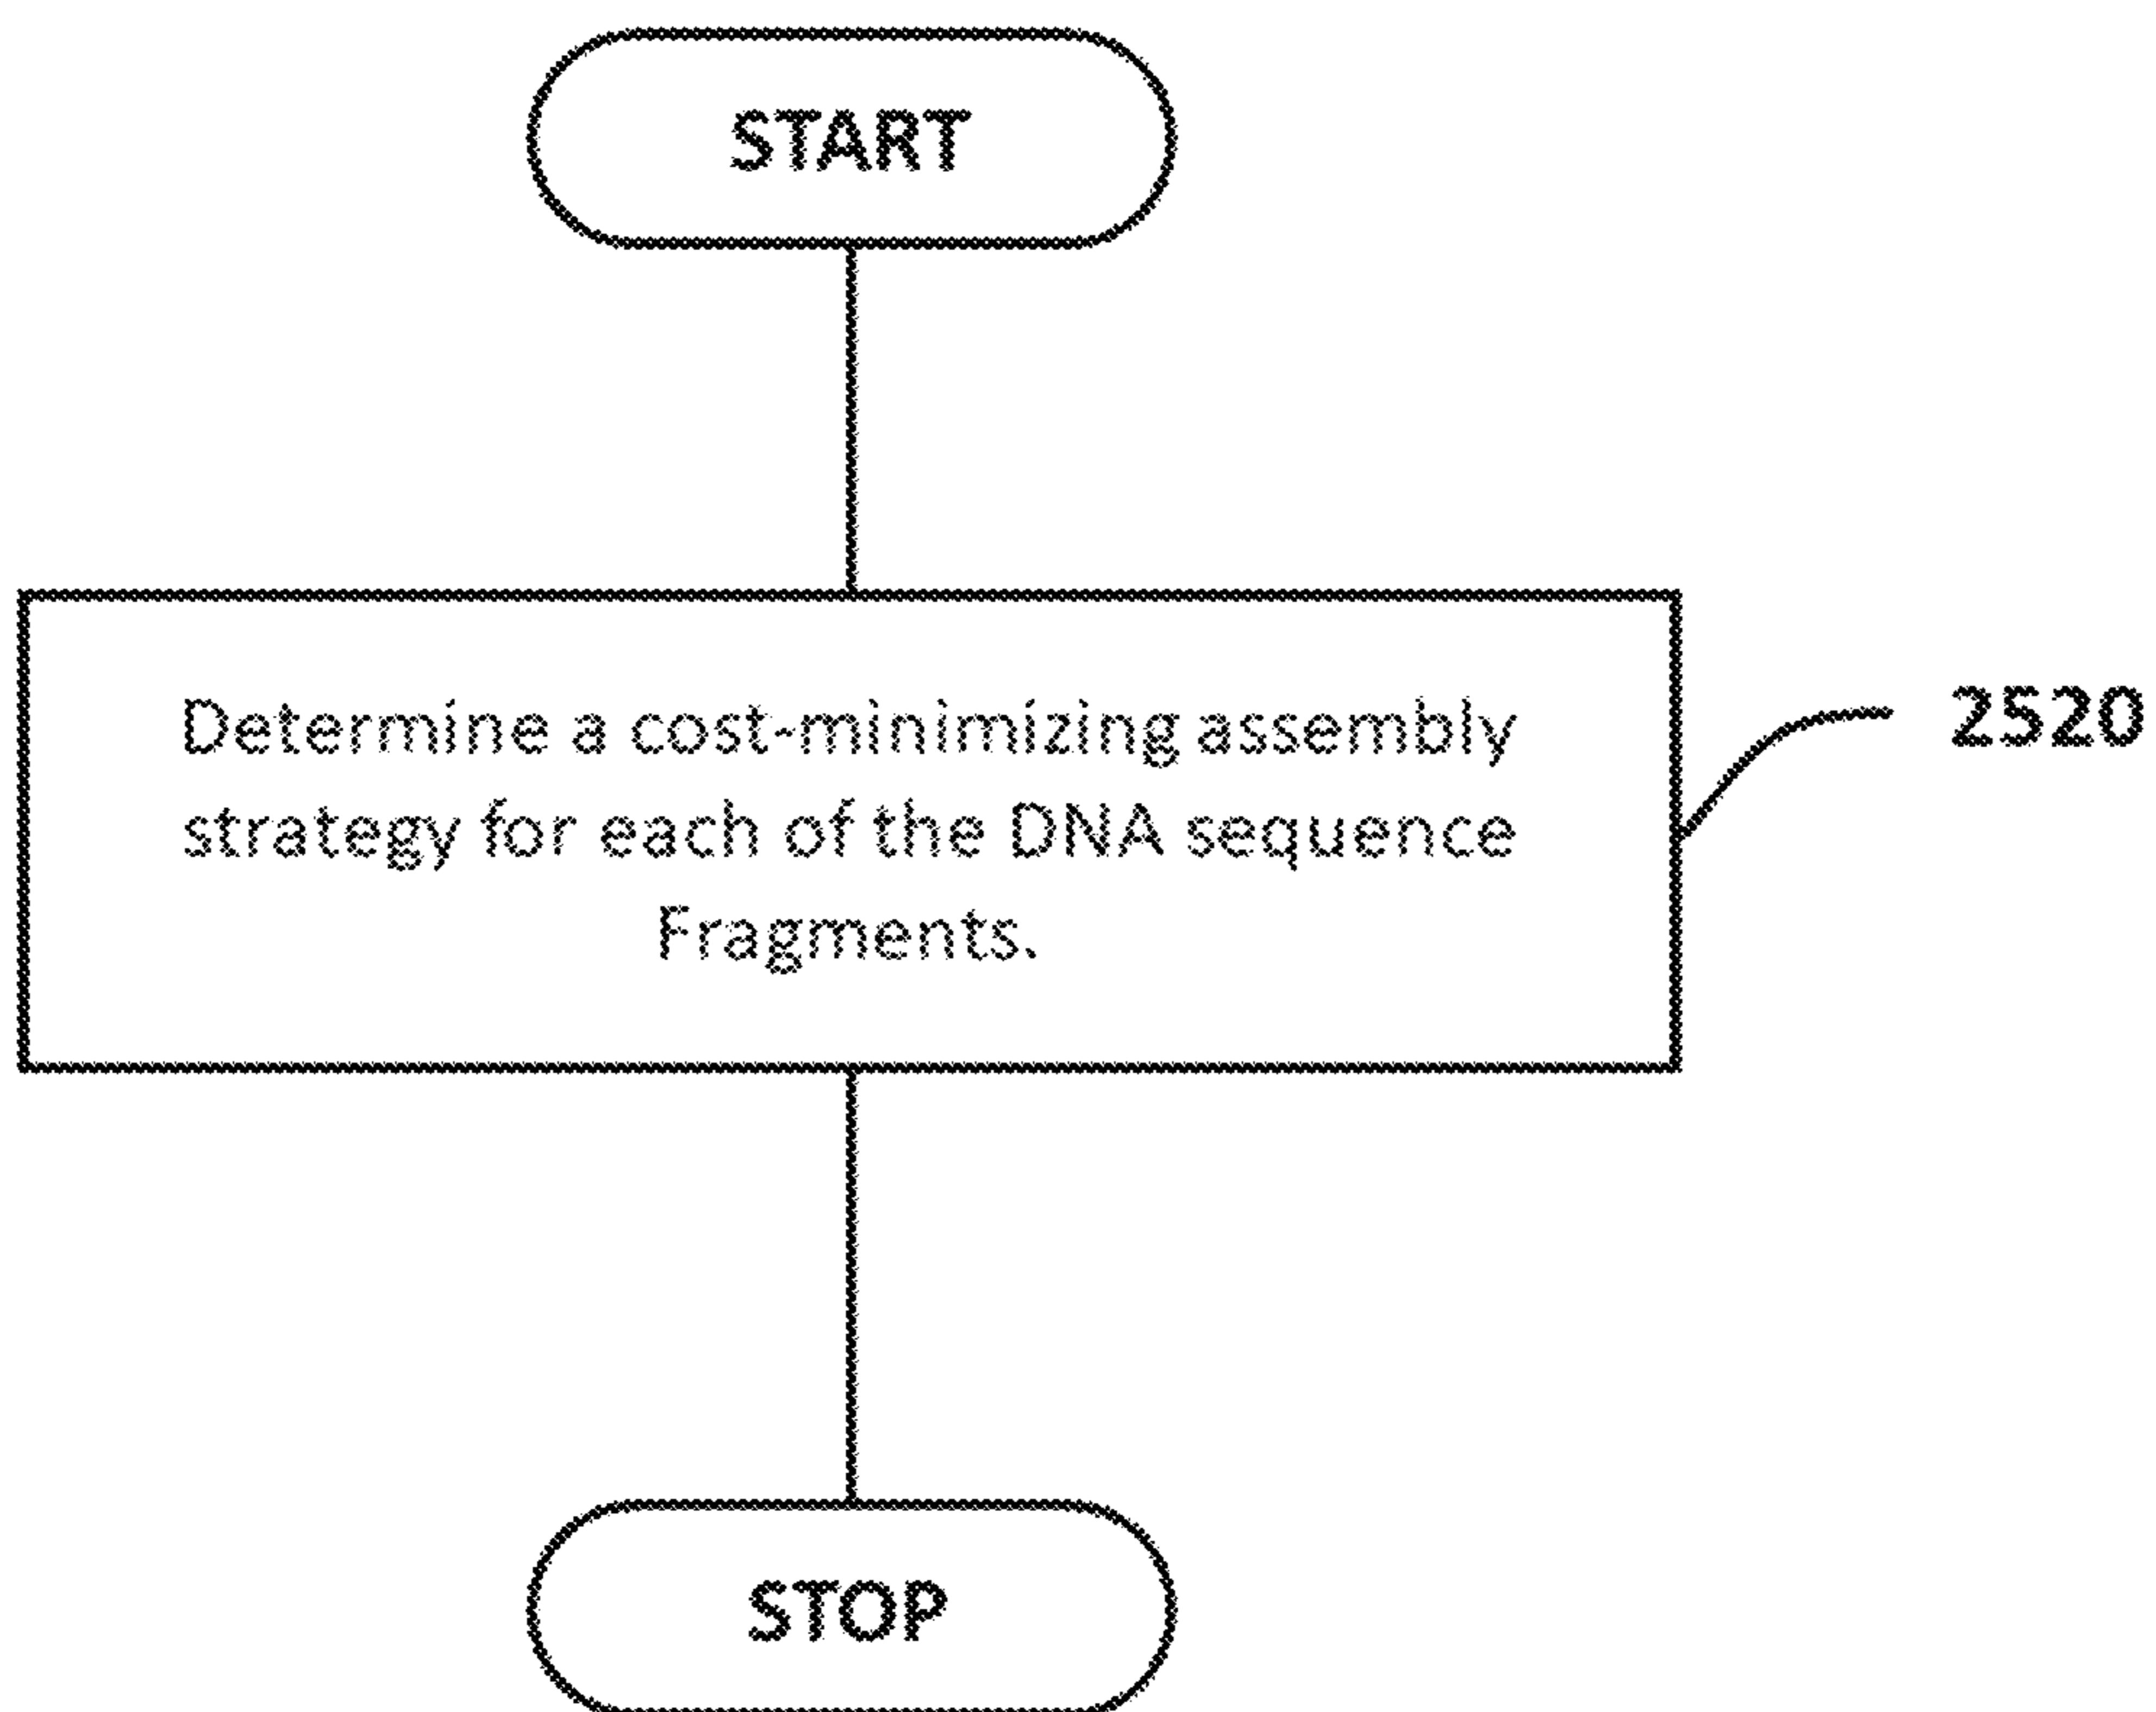 START
Determine a cost-minimizing assembly
2520
strategy for each of the DNA sequence
Fragments.
STOP